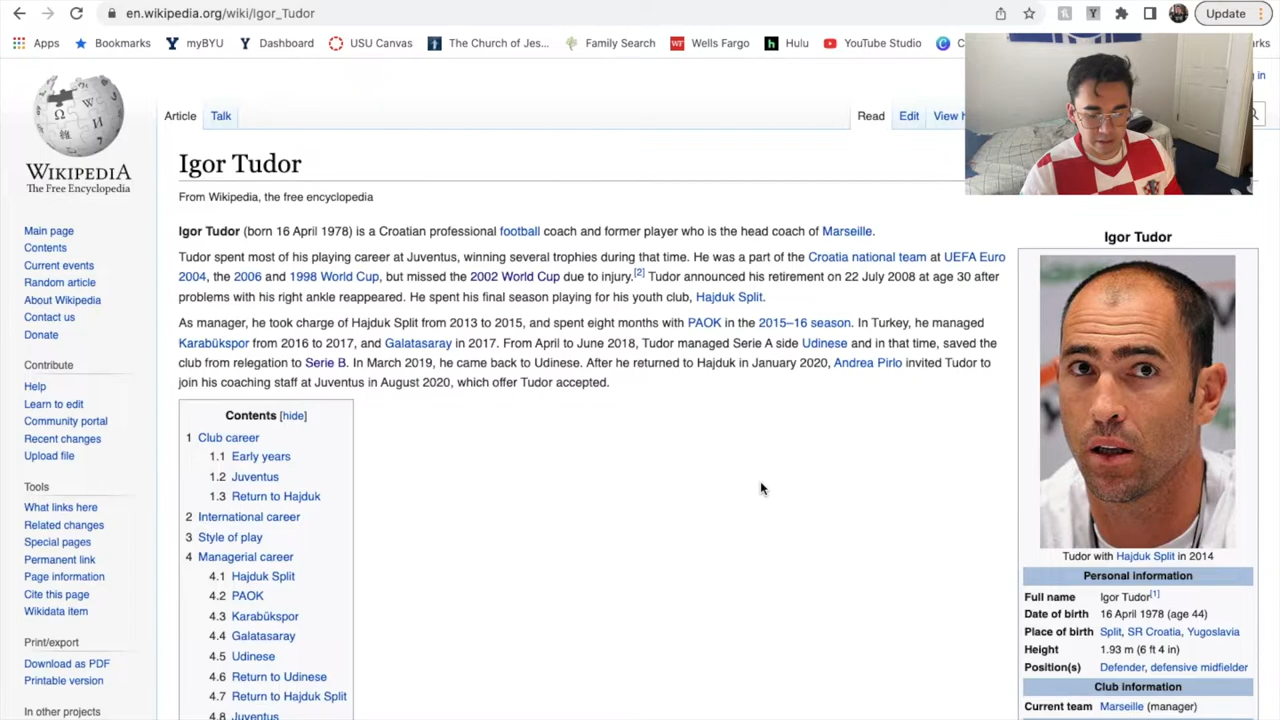 en.wikipedia.org/wiki/Igor_Tudor
Update
Apps
Bookmarks
myBYU
Dashboard
USU Canvas
The Church of Jes...
Family Search
Wells Fargo
Hulu
YouTube Studio
WIKIPEDIA
The Free Encyclopedia
Main page
Contents
Current events
Random article
About Wikipedia
Contact us
Donate
Contribute
Help
Learn to edit
Community portal
Recent changes
Upload file
Tools
What links here
Related changes
Special pages
Permanent link
Page information
Cite this page
Wikidata item
Print/export
Download as PDF
Printable version
In other projects
Article
Talk
Read
Edit
View h
Igor Tudor
From Wikipedia, the free encyclopedia
Igor Tudor (born 16 April 1978) is a Croatian professional football coach and former player who is the head coach of Marseille.
Tudor spent most of his playing career at Juventus, winning several trophies during that time. He was a part of the Croatia national team at UEFA Euro
2004, the 2006 and 1998 World Cup, but missed the 2002 World Cup due to injury.[2] Tudor announced his retirement on 22 July 2008 at age 30 after
problems with his right ankle reappeared. He spent his final season playing for his youth club, Hajduk Split.
As manager, he took charge of Hajduk Split from 2013 to 2015, and spent eight months with PAOK in the 2015–16 season. In Turkey, he managed
Karabükspor from 2016 to 2017, and Galatasaray in 2017. From April to June 2018, Tudor managed Serie A side Udinese and in that time, saved the
club from relegation to Serie B. In March 2019, he came back to Udinese. After he returned to Hajduk in January 2020, Andrea Pirlo invited Tudor to
join his coaching staff at Juventus in August 2020, which offer Tudor accepted.
Contents [hide]
1 Club career
1.1 Early years
1.2 Juventus
1.3 Return to Hajduk
2 International career
3 Style of play
4 Managerial career
4.1 Hajduk Split
4.2 PAOK
4.3 Karabükspor
4.4 Galatasaray
4.5 Udinese
4.6 Return to Udinese
4.7 Return to Hajduk Split
4.8 Juventus
Igor Tudor
Tudor with Hajduk Split in 2014
Personal information
Full name Igor Tudor[1]
Date of birth 16 April 1978 (age 44)
Place of birth Split, SR Croatia, Yugoslavia
Height 1.93 m (6 ft 4 in)
Position(s) Defender, defensive midfielder
Club information
Current team Marseille (manager)